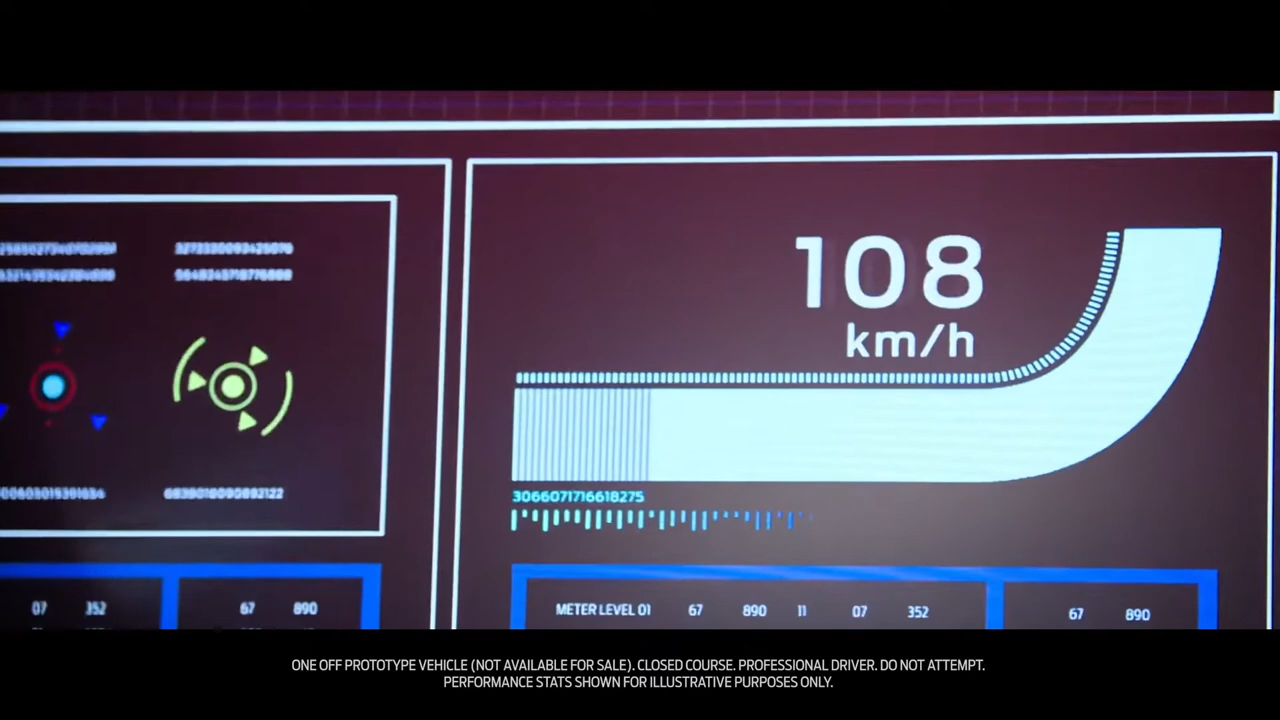 108
km/h
3066071716618275
07 352
67 890
METER LEVEL 01 67 890 11 07 352
67 890
ONE OFF PROTOTYPE VEHICLE (NOT AVAILABLE FOR SALE). CLOSED COURSE. PROFESSIONAL DRIVER. DO NOT ATTEMPT.
PERFORMANCE STATS SHOWN FOR ILLUSTRATIVE PURPOSES ONLY.